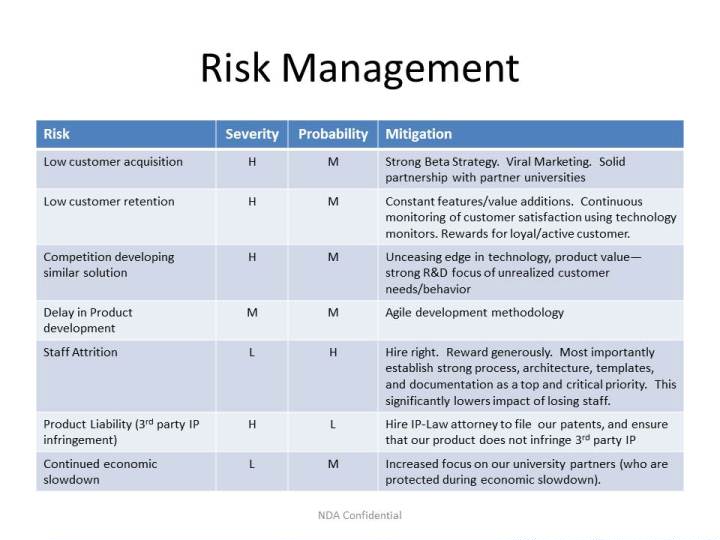 Risk Management
Risk Severity Probability Mitigation
Low customer acquisition H M Strong Beta Strategy. Viral Marketing. Solid
partnership with partner universities
Low customer retention H M Constant features/value additions. Continuous
monitoring of customer satisfaction using technology
monitors. Rewards for loyal/active customer.
Competition developing H M Unceasing edge in technology, product value—
similar solution strong R&D focus of unrealized customer
needs/behavior
Delay in Product M M Agile development methodology
development
Staff Attrition L H Hire right. Reward generously. Most importantly
establish strong process, architecture, templates,
and documentation as a top and critical priority. This
significantly lowers impact of losing staff.
Product Liability (3rd party IP H L Hire IP-Law attorney to file our patents, and ensure
infringement) that our product does not infringe 3rd party IP
Continued economic L M Increased focus on our university partners (who are
slowdown protected during economic slowdown).
NDA Confidential